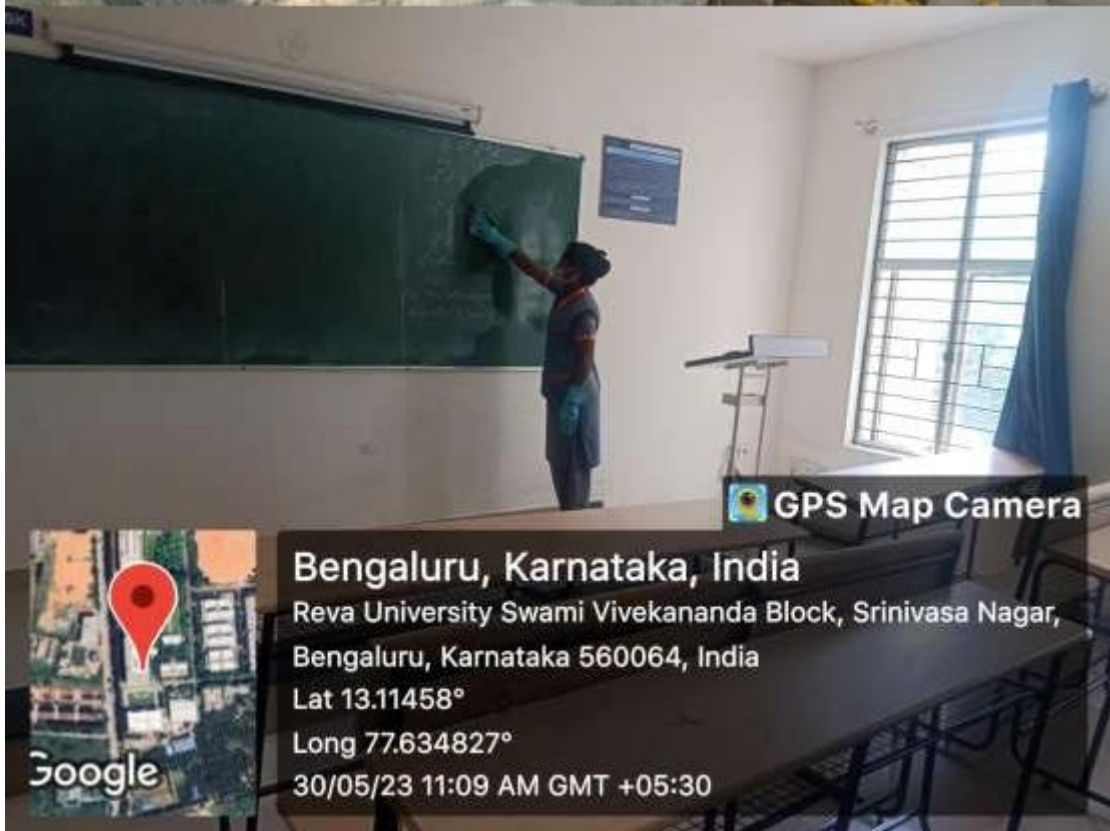 GPS Map Camera
Bengaluru, Karnataka, India
Reva University Swami Vivekananda Block, Srinivasa Nagar,
Bengaluru, Karnataka 560064, India
Lat 13.11458°
Long 77.634827°
30/05/23 11:09 AM GMT +05:30
Google